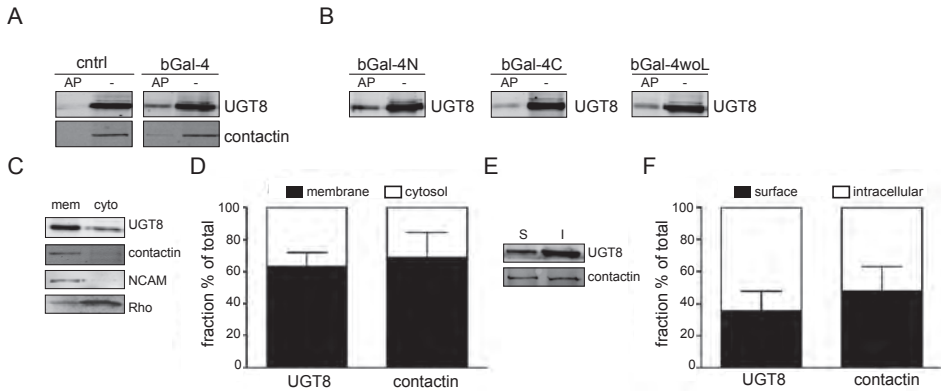 A
cntrl
bGal-4
AP
-
AP
-
UGT8
contactin
B
bGal-4N
bGal-4C
bGal-4woL
AP
-
UGT8
AP
-
UGT8
AP
-
UGT8
C
mem
cyto
UGT8
contactin
NCAM
Rho
D
membrane
cytosol
fraction % of total
100
80
60
40
20
0
UGT8
contactin
E
S
I
UGT8
contactin
F
surface
intracellular
fraction % of total
100
80
60
40
20
0
UGT8
contactin